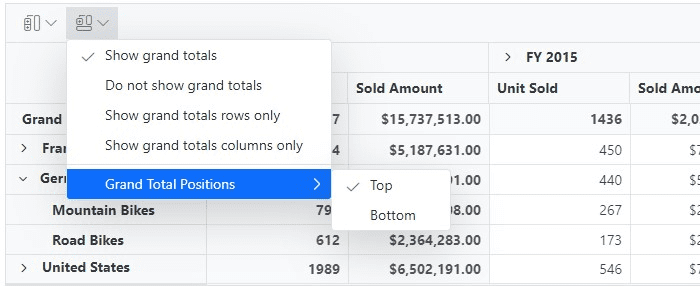 Show grand totals
Do not show grand totals
Show grand totals rows only
Show grand totals columns only
Grand Total Positions
Top
Bottom
FY 2015
Sold Amount Unit Sold Sold Amo
Grand 7 $15,737,513.00 1436 $2,0
Fra 4 $5,187,631.00 450 $7
Ger 1.00 440 $5
Mountain Bikes 79 8.00 267 $2
Road Bikes 612 $2,364,283.00 173 $2
United States 1989 $6,502,191.00 546 $7